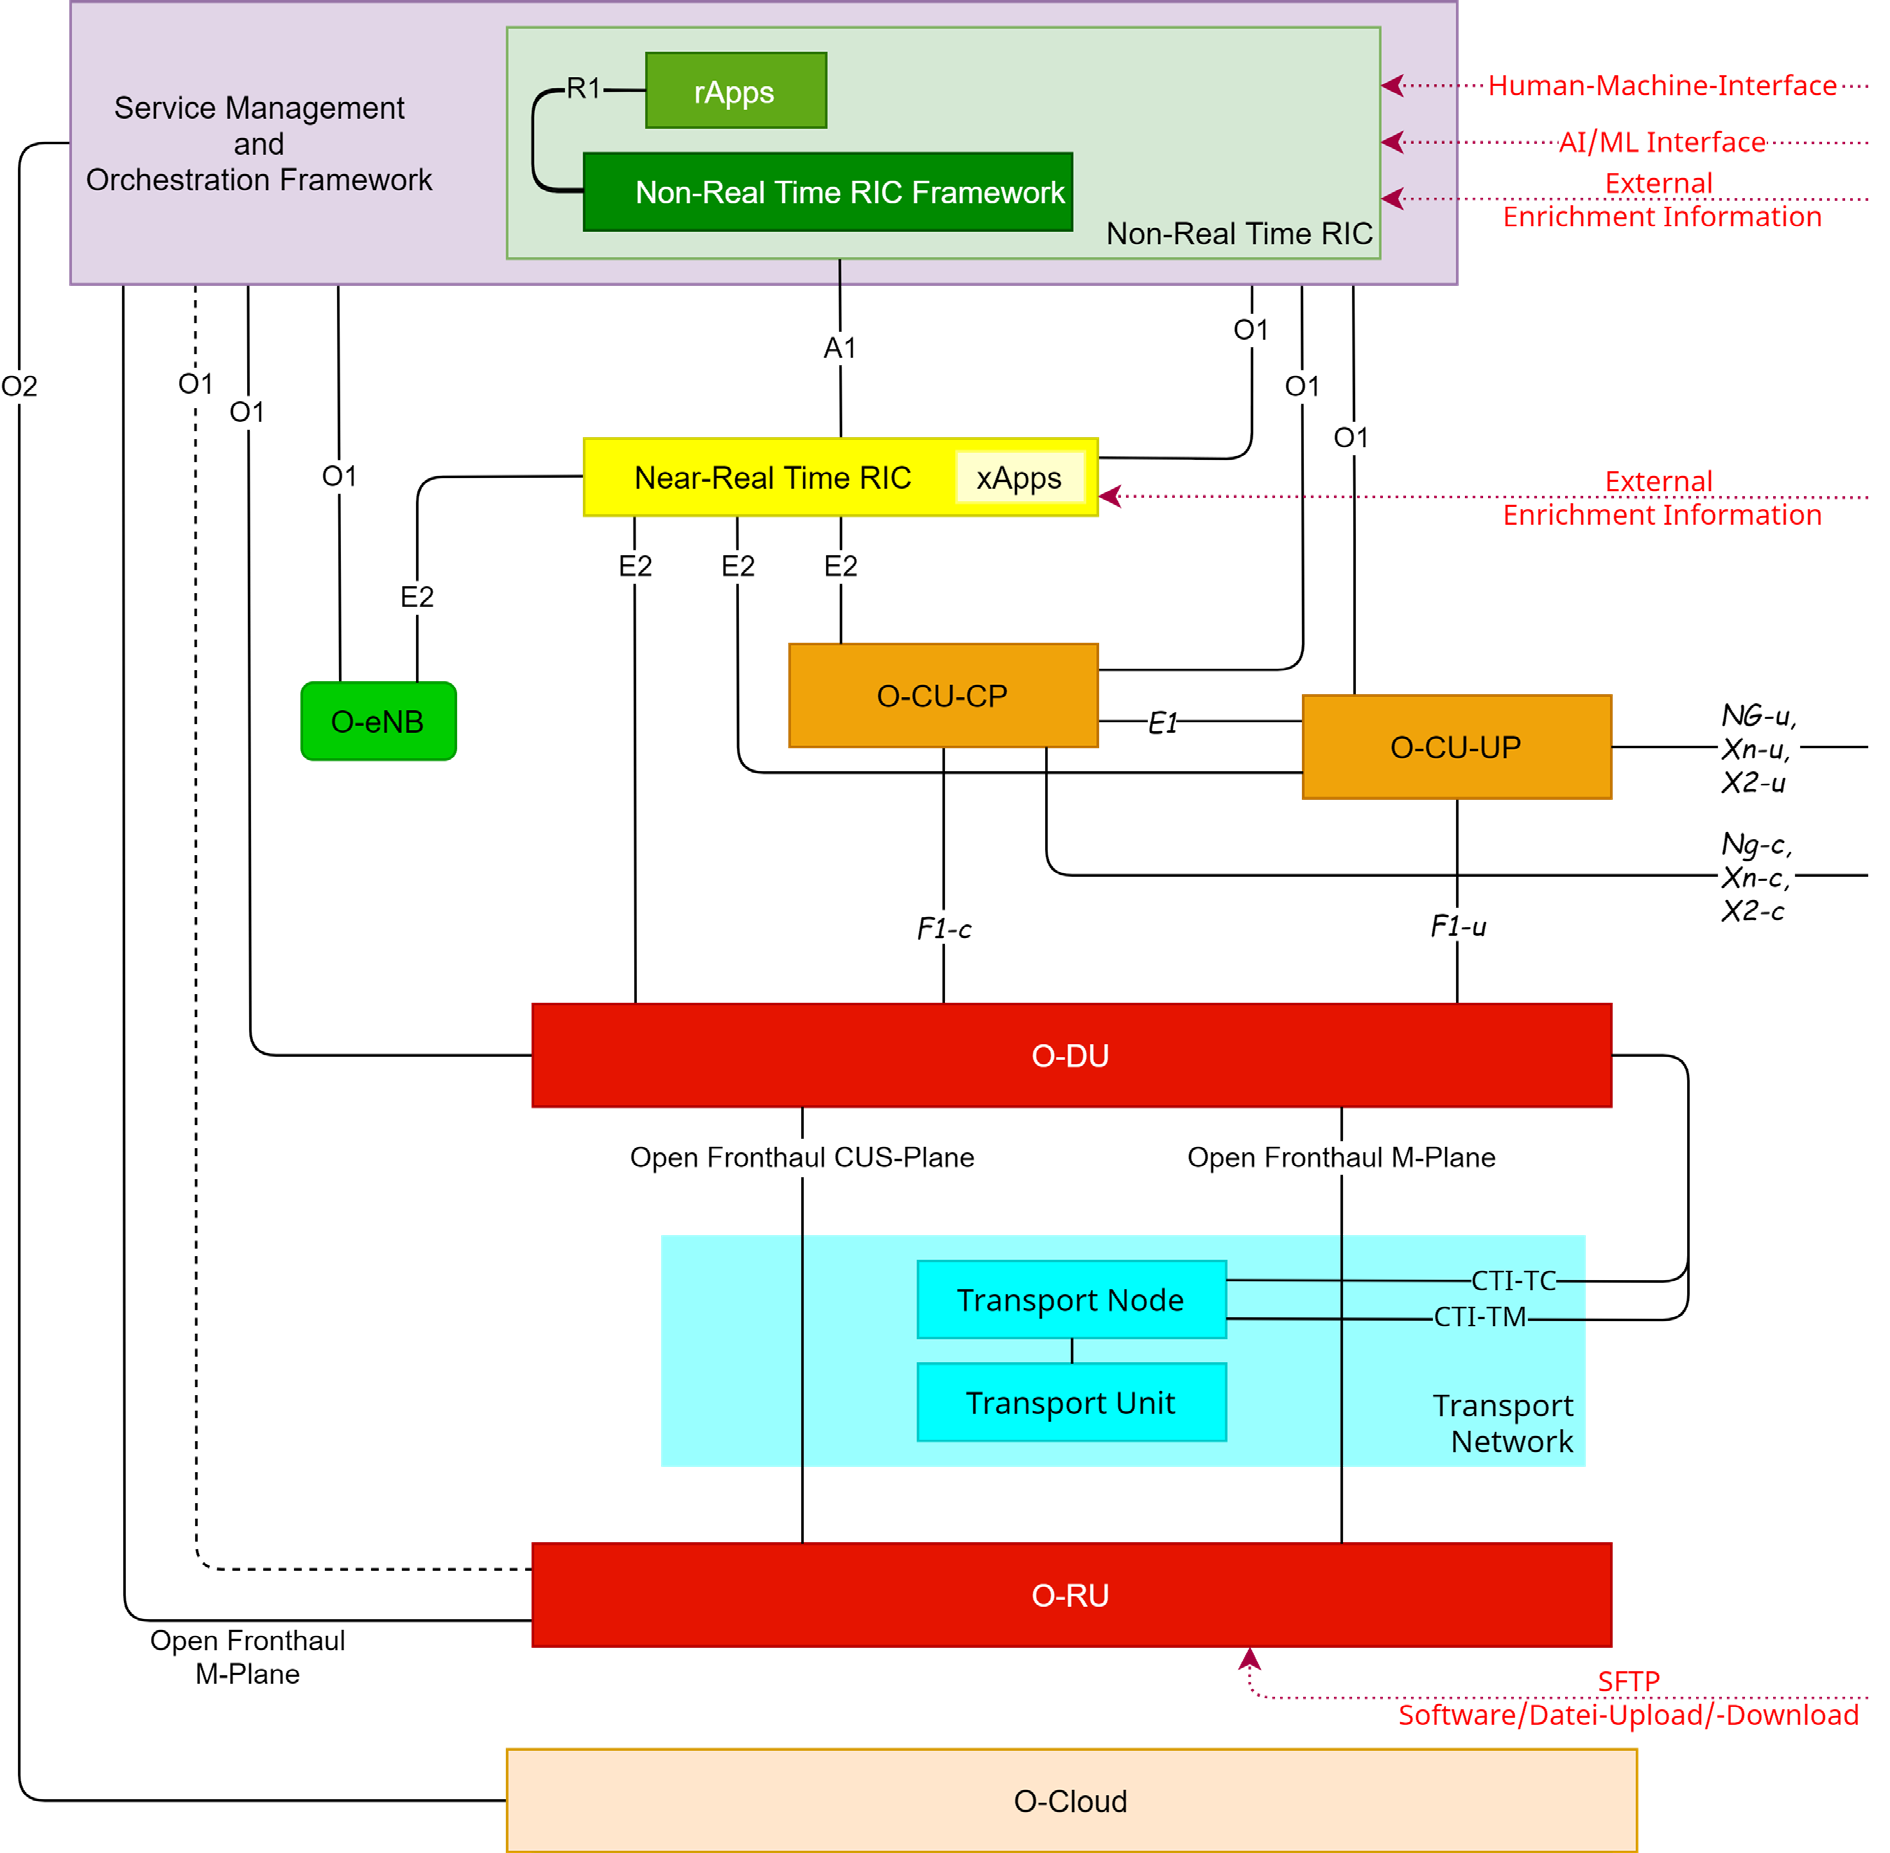 Service Management
and
Orchestration Framework
R1
rApps
Non-Real Time RIC Framework
Non-Real Time RIC
Human-Machine-Interface
AI/ML Interface
External
Enrichment Information
O2
O1
O1
O1
A1
O1
O1
O1
Near-Real Time RIC
xApps
External
Enrichment Information
E2
E2
E2
E2
O-eNB
O-CU-CP
E1
O-CU-UP
NG-u,
Xn-u,
X2-u
Ng-c,
Xn-c,
X2-c
F1-c
F1-u
O-DU
Open Fronthaul CUS-Plane
Open Fronthaul M-Plane
Transport Node
CTI-TC
CTI-TM
Transport Unit
Transport
Network
O-RU
Open Fronthaul
M-Plane
SFTP
Software/Datei-Upload/-Download
O-Cloud